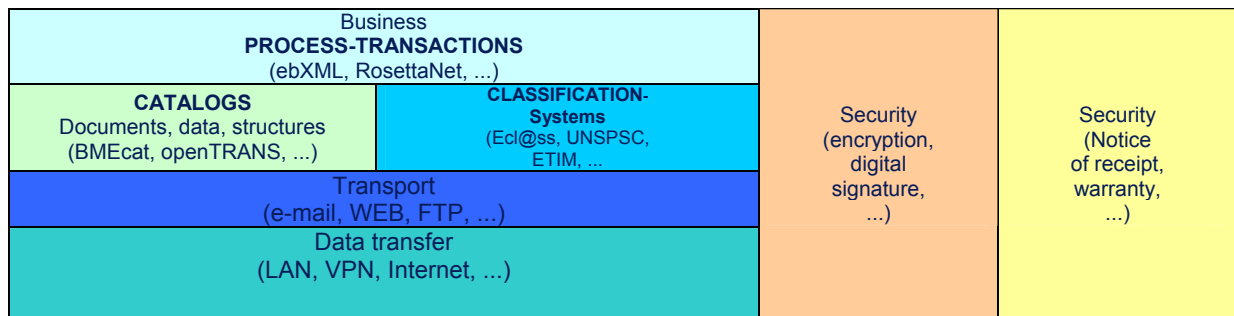 Business
PROCESS-TRANSACTIONS
(ebXML, RosettaNet, ...)
CATALOGS
Documents, data, structures
(BMEcat, openTRANS, ...)
CLASSIFICATION-
Systems
(Ecl@ss, UNSPSC,
ETIM, ...
Transport
(e-mail, WEB, FTP, ...)
Data transfer
(LAN, VPN, Internet, ...)
Security
(encryption,
digital
signature,
...)
Security
(Notice
of receipt,
warranty,
...)